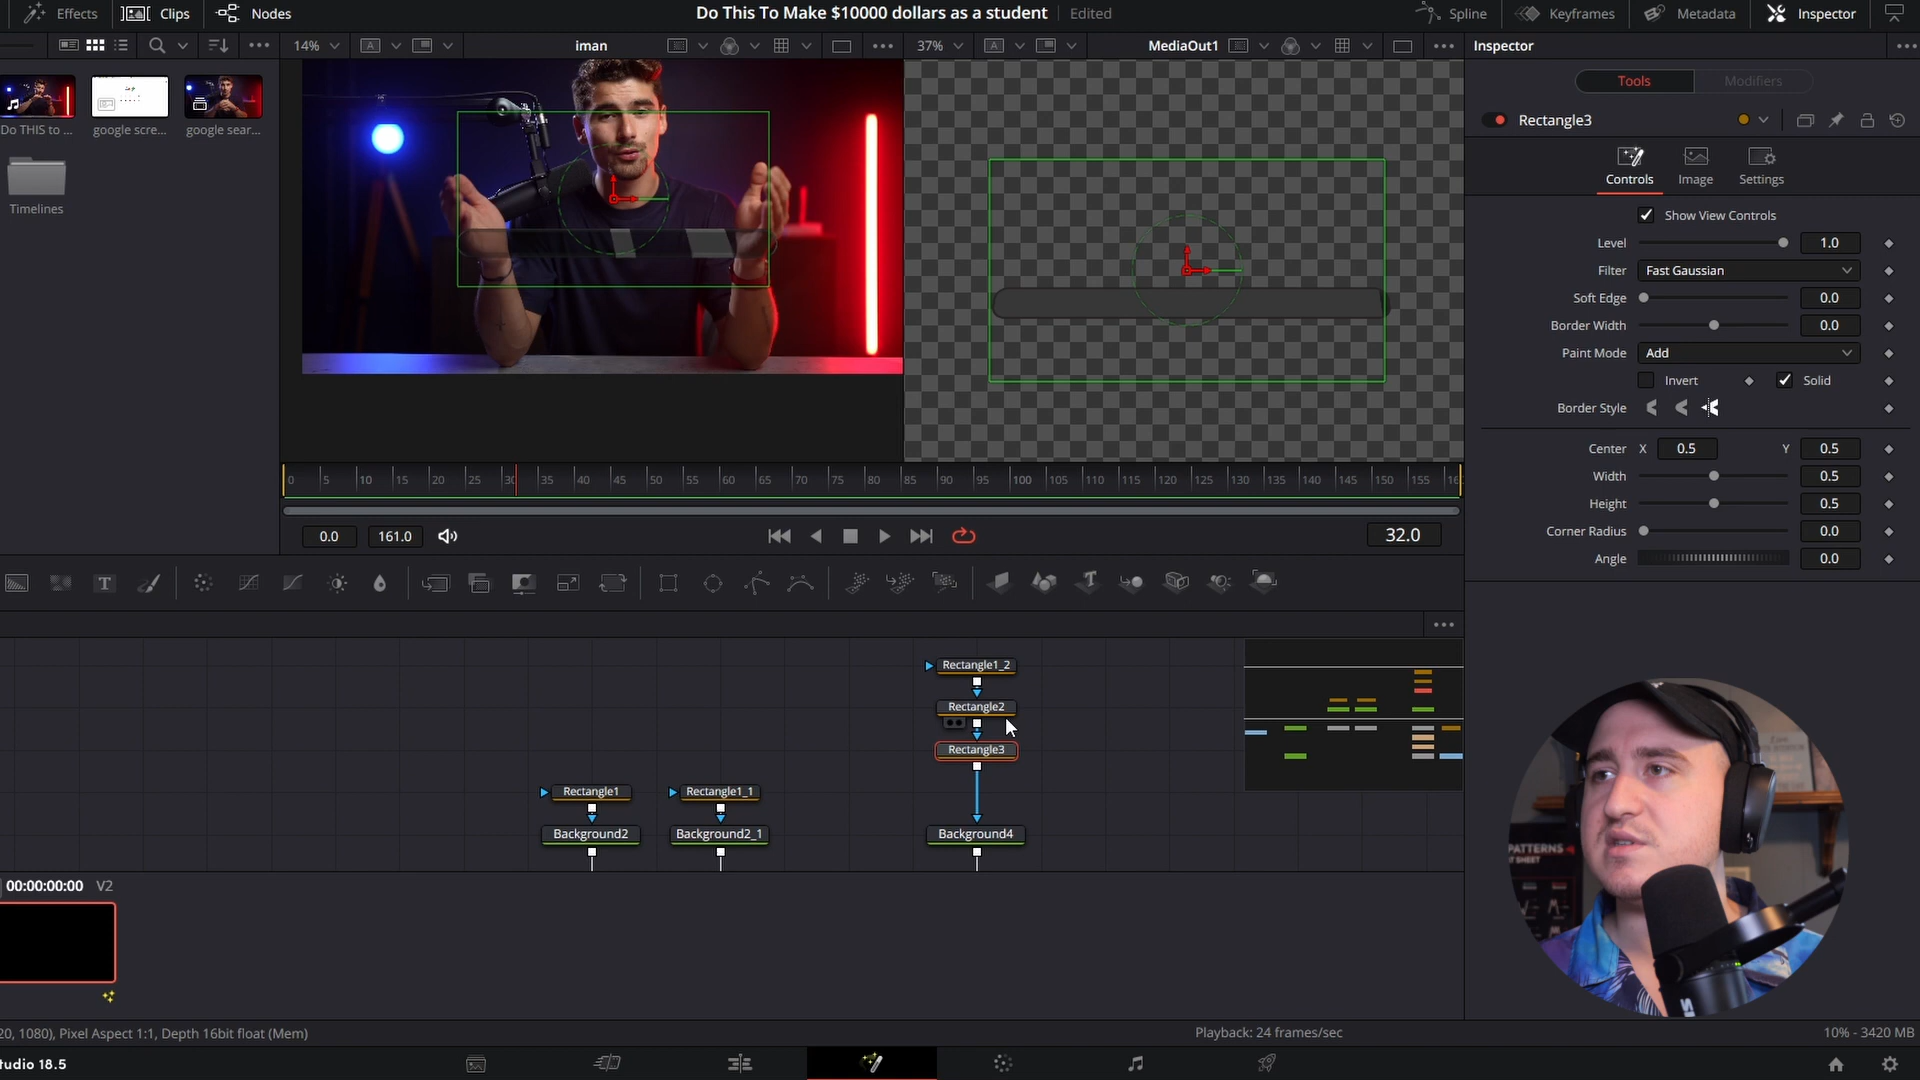 Effects Clips Nodes Do This To Make $10000 dollars as a student Edited Spline Keyframes Metadata Inspector
14% iman 37% MediaOut1 Inspector
Tools Modifiers
Rectangle3
Do THIS to ... google scre... google sear...
Controls Image Settings
Timelines
Show View Controls
Level 1.0
Filter Fast Gaussian
Soft Edge 0.0
Border Width 0.0
Paint Mode Add
Invert Solid
Border Style
Center X 0.5 Y 0.5
Width 0.5
Height 0.5
Corner Radius 0.0
Angle 0.0
0 5 10 15 20 25 30 35 40 45 50 55 60 65 70 75 80 85 90 95 100 105 110 115 120 125 130 135 140 145 150 155 16
0.0 161.0 32.0
Rectangle1_2
Rectangle2
Rectangle3
Rectangle1 Rectangle1_1
Background2 Background2_1 Background4
PATTERNS
SHEET
00:00:00:00 V2
20, 1080), Pixel Aspect 1:1, Depth 16bit float (Mem) Playback: 24 frames/sec 10% - 3420 MB
tudio 18.5